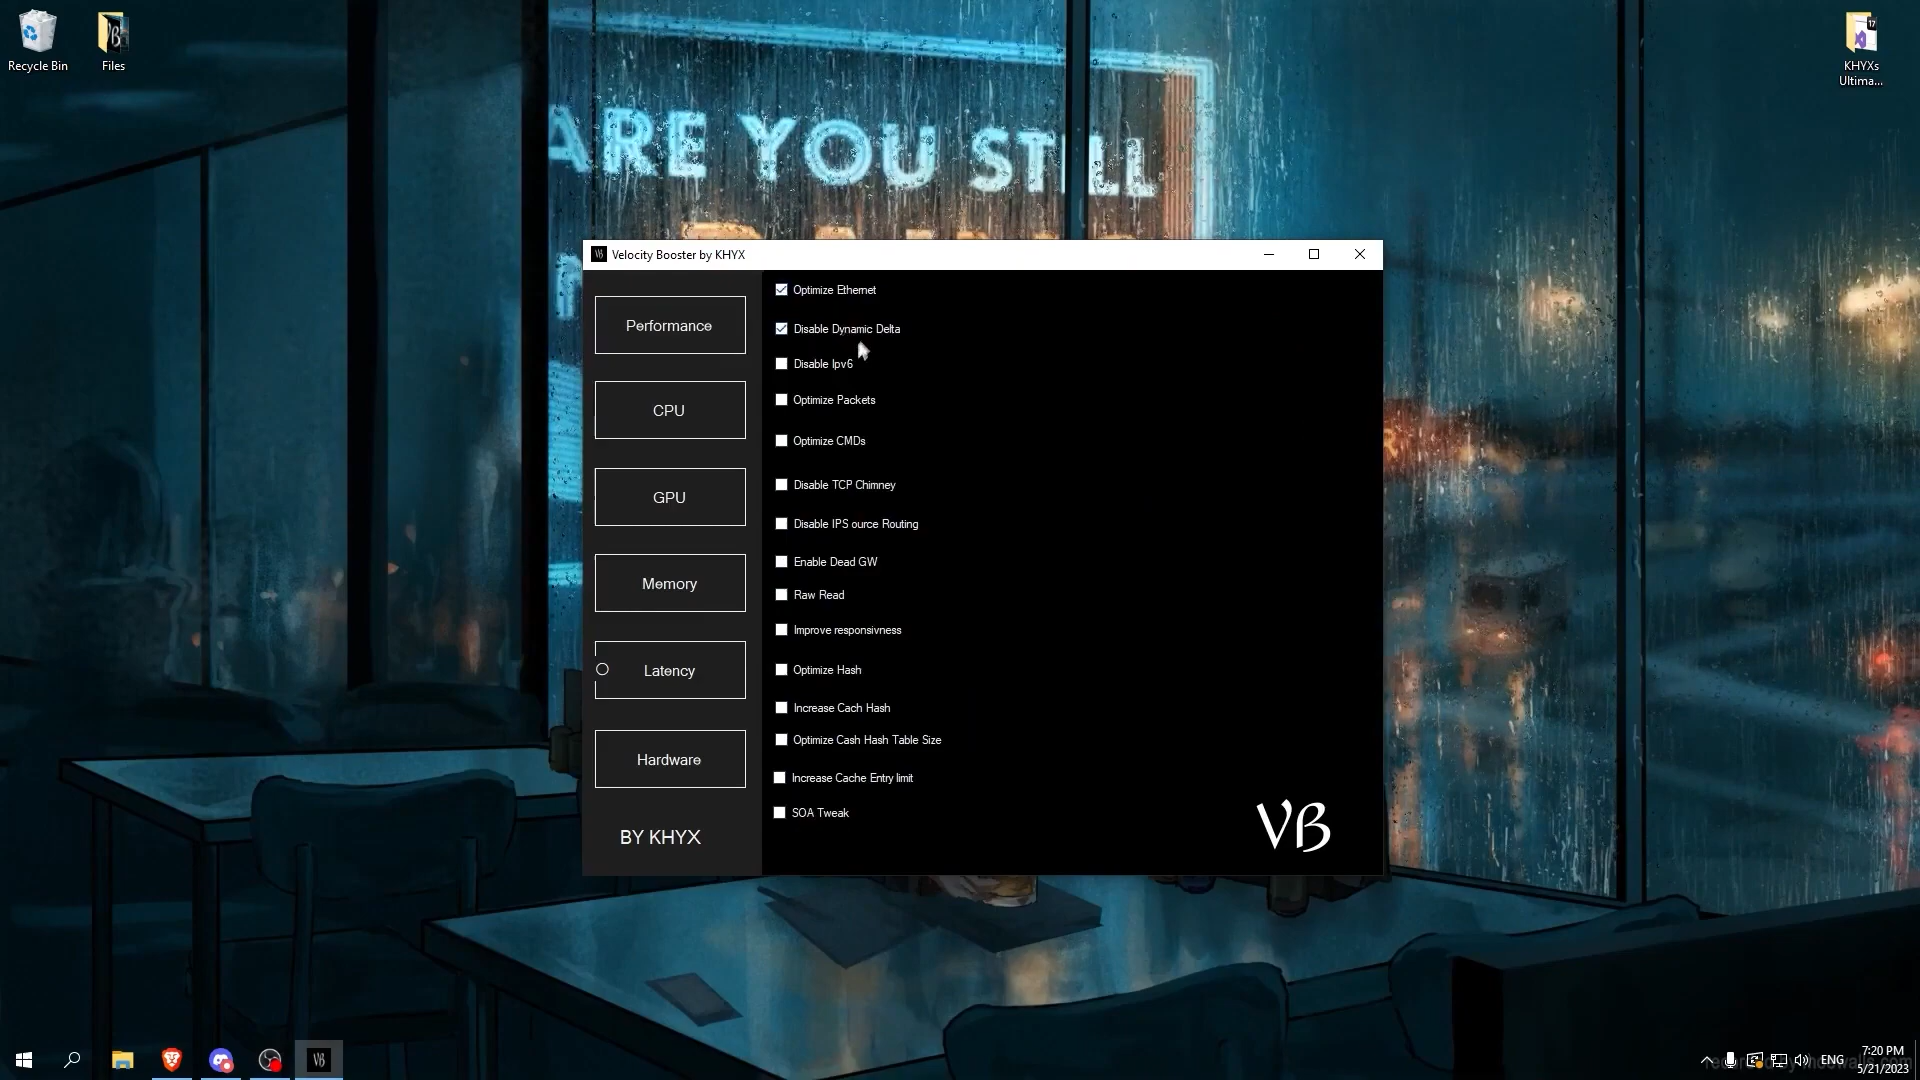 Recycle Bin
Files
KHYXs
Ultima...
ARE YOU STILL
Velocity Booster by KHYX
Performance
CPU
GPU
Memory
Latency
Hardware
BY KHYX
Optimize Ethernet
Disable Dynamic Delta
Disable Ipv6
Optimize Packets
Optimize CMDs
Disable TCP Chimney
Disable IPS ource Routing
Enable Dead GW
Raw Read
Improve responsivness
Optimize Hash
Increase Cach Hash
Optimize Cash Hash Table Size
Increase Cache Entry limit
SOA Tweak
VB
ENG
7:20 PM
5/21/2023